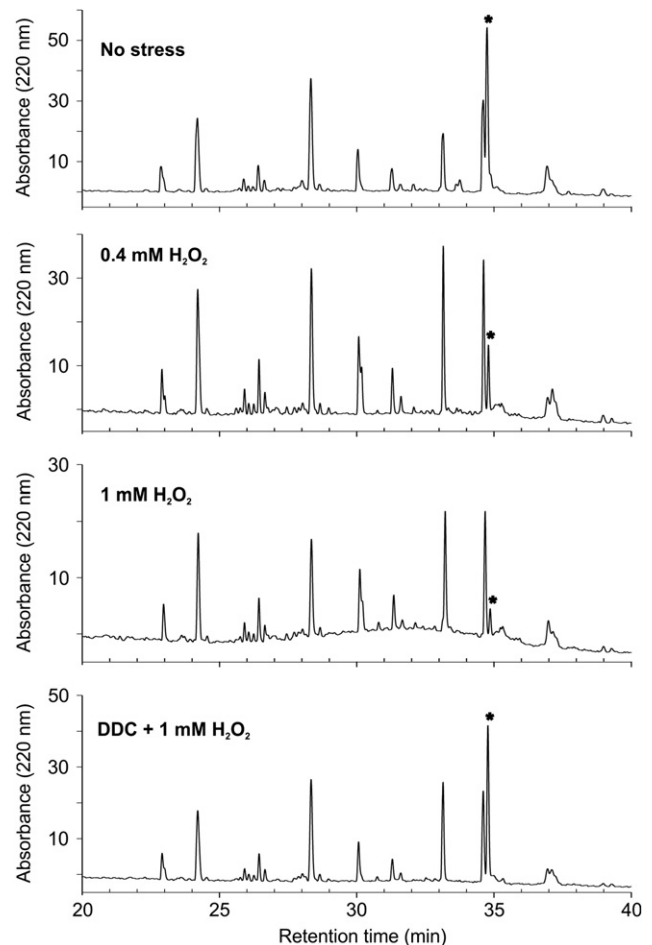 Absorbance (220 nm)
50
30
10
No stress
*
Absorbance (220 nm)
30
10
0.4 mM H₂O₂
*
Absorbance (220 nm)
30
10
1 mM H₂O₂
*
Absorbance (220 nm)
50
30
10
DDC + 1 mM H₂O₂
*
20 25 30 35 40
Retention time (min)